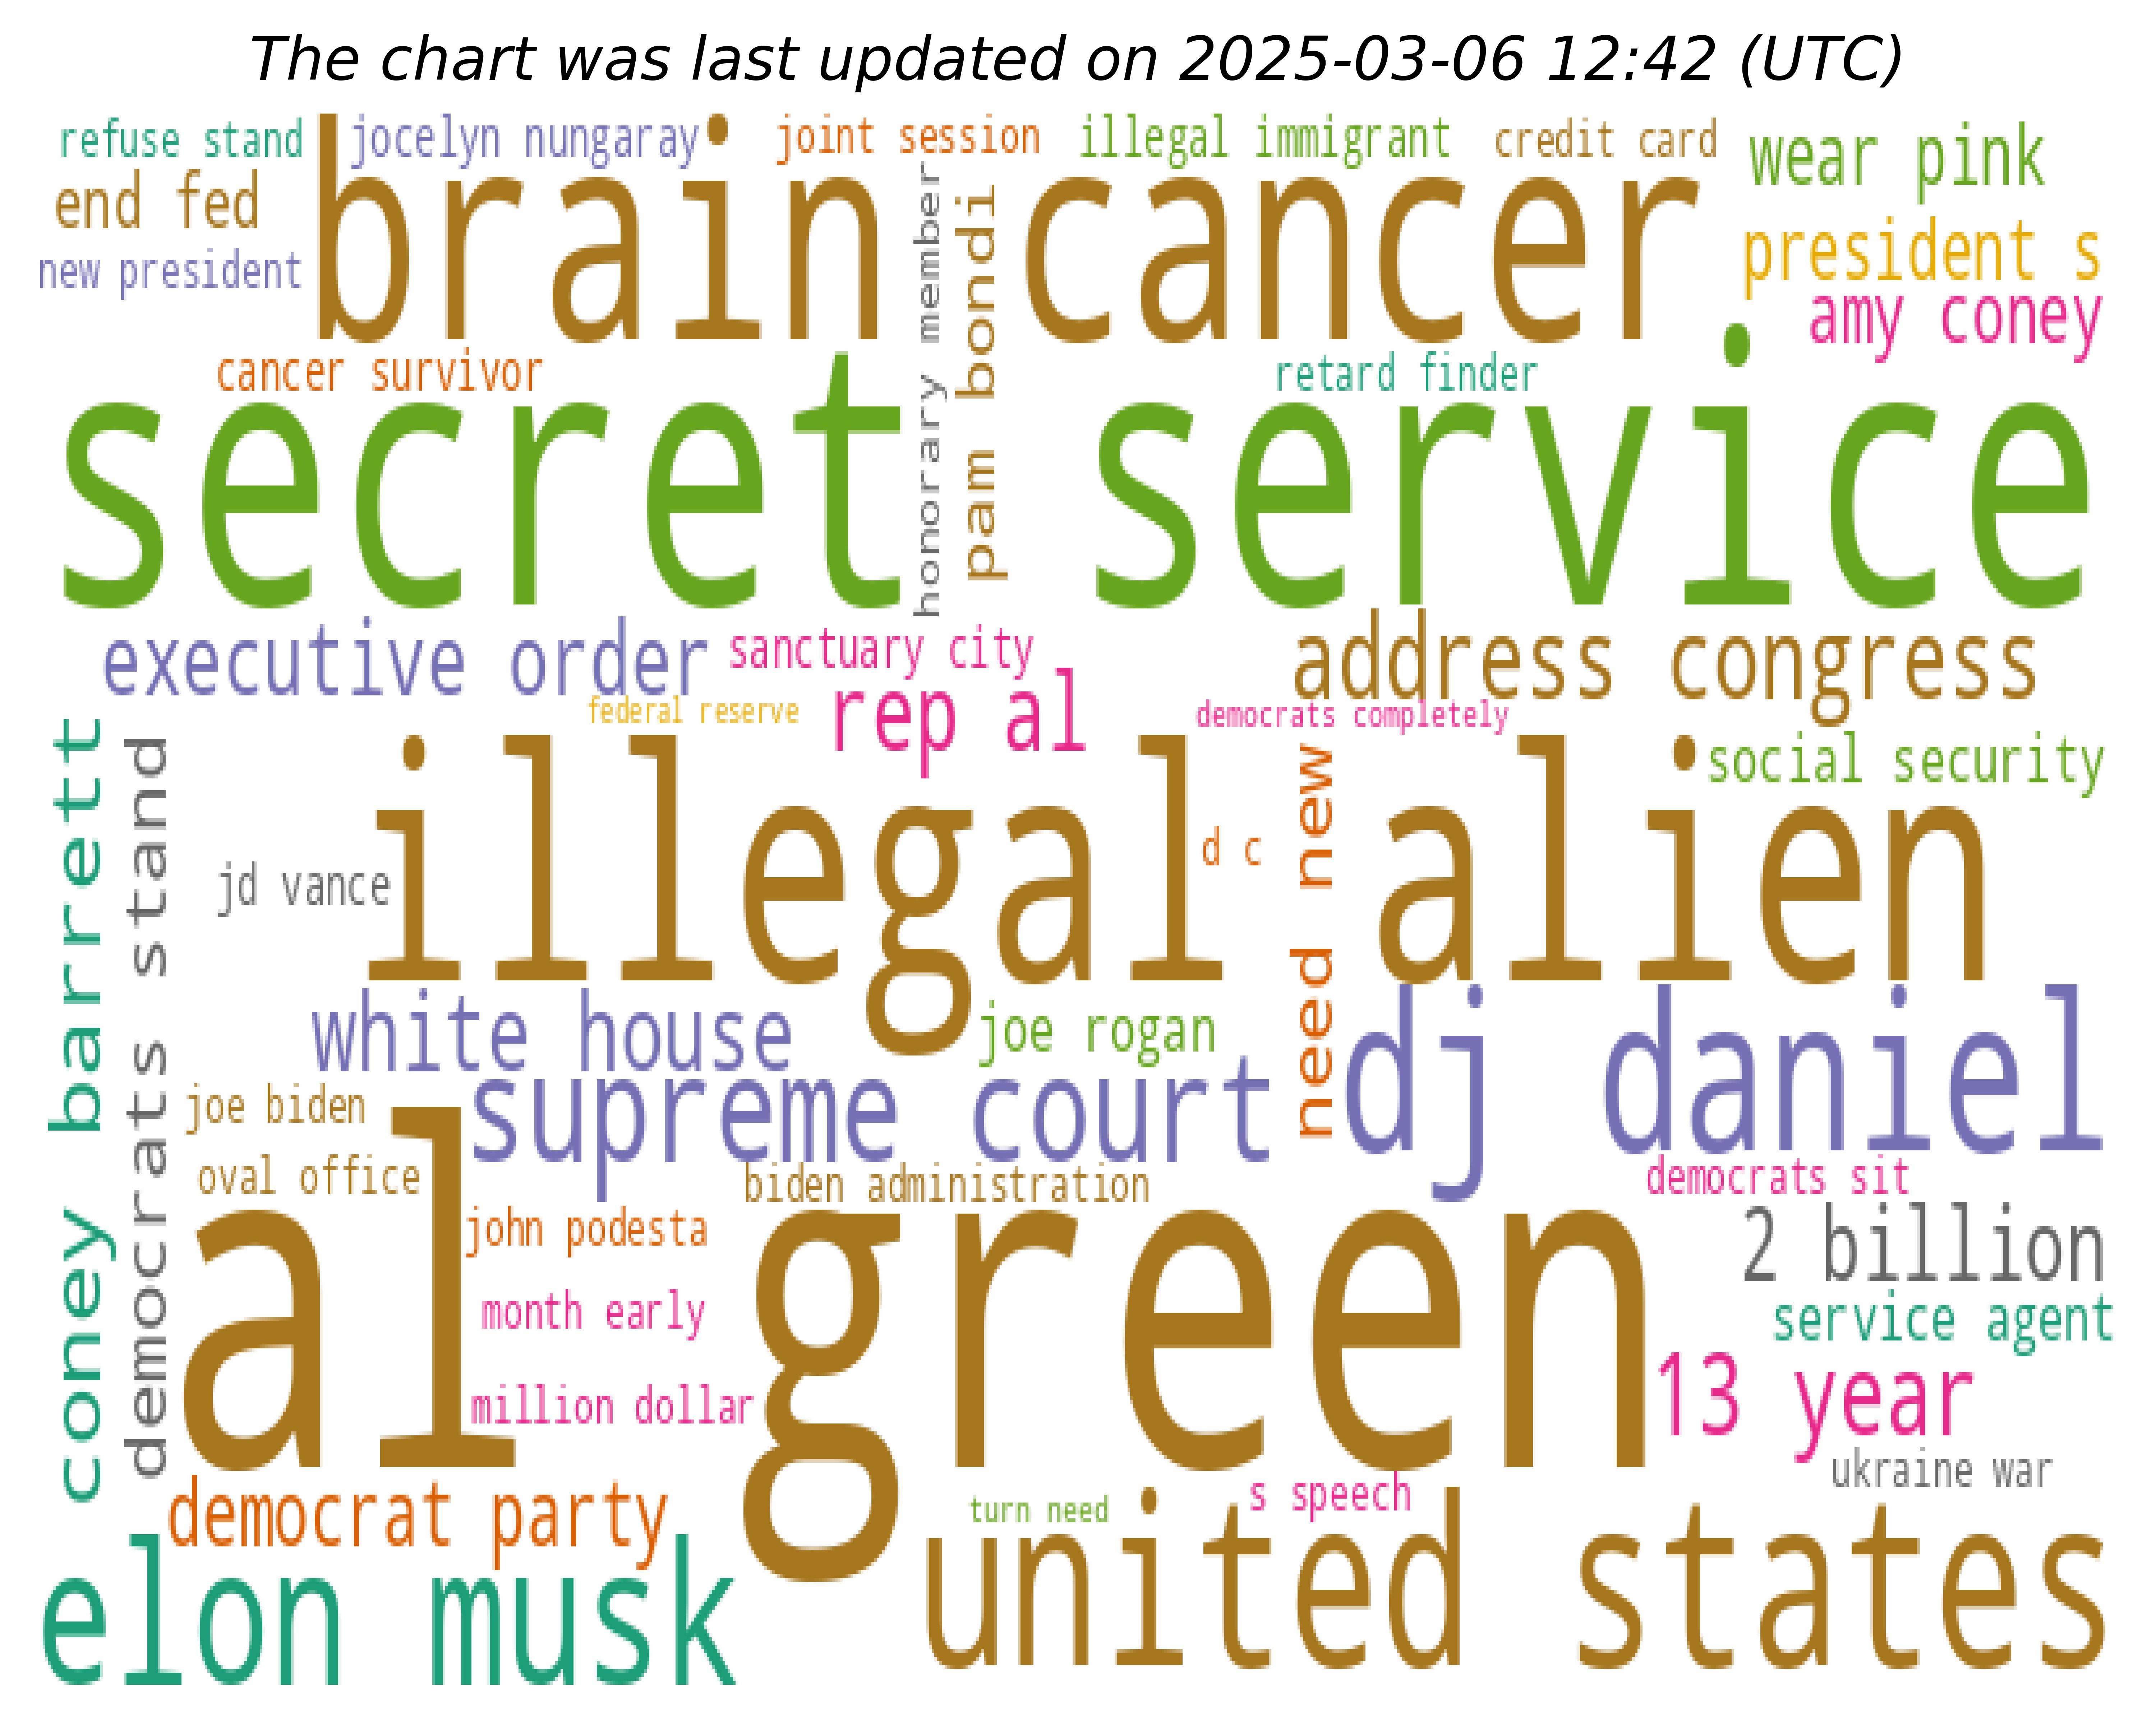 The chart was last updated on 2025-03-06 12:42 (UTC)
refuse stand
jocelyn nungaray
joint session
illegal immigrant
credit card
wear pink
end fed
brain cancer
president s
new president
honorary member
pam bondi
amy coney
cancer survivor
retard finder
secret service
executive order
sanctuary city
address congress
federal reserve
rep al
democrats completely
coney barrett
democrats stand
illegal alien
social security
jd vance
d c
need new
white house
joe rogan
dj daniel
joe biden
supreme court
oval office
biden administration
democrats sit
al green
john podesta
2 billion
month early
service agent
million dollar
13 year
ukraine war
democrat party
turn need
s speech
elon musk
united states